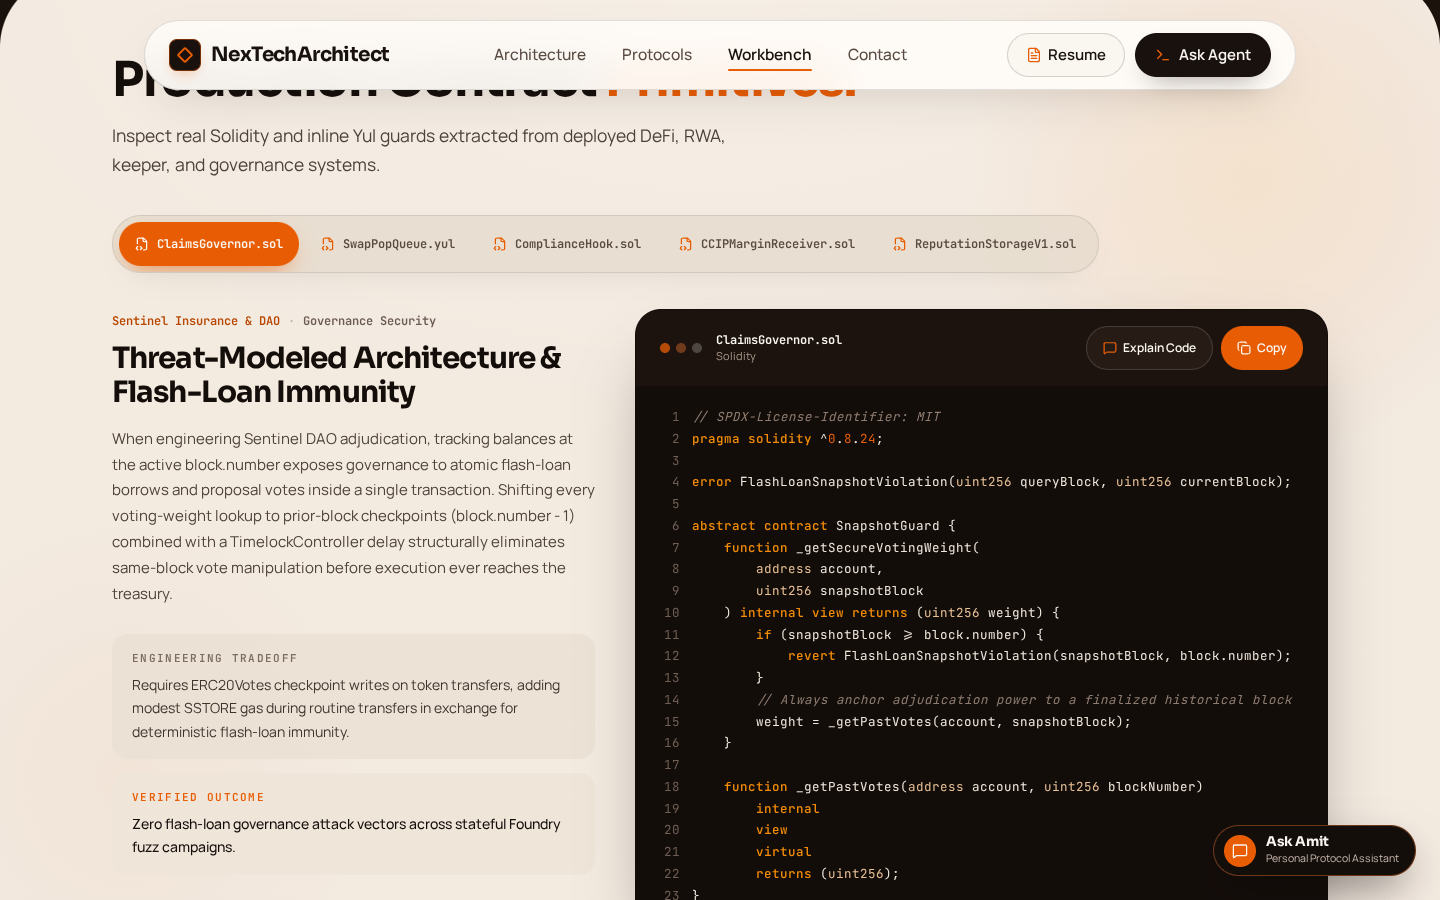 NexTechArchitect
Architecture
Protocols
Workbench
Contact
Resume
Ask Agent
Production Contract Primitives.
Inspect real Solidity and inline Yul guards extracted from deployed DeFi, RWA,
keeper, and governance systems.
ClaimsGovernor.sol
SwapPopQueue.yul
ComplianceHook.sol
CCIPMarginReceiver.sol
ReputationStorageV1.sol
Sentinel Insurance & DAO · Governance Security
Threat-Modeled Architecture &
Flash-Loan Immunity
When engineering Sentinel DAO adjudication, tracking balances at
the active block.number exposes governance to atomic flash-loan
borrows and proposal votes inside a single transaction. Shifting every
voting-weight lookup to prior-block checkpoints (block.number - 1)
combined with a TimelockController delay structurally eliminates
same-block vote manipulation before execution ever reaches the
treasury.
ENGINEERING TRADEOFF
Requires ERC20Votes checkpoint writes on token transfers, adding
modest SSTORE gas during routine transfers in exchange for
deterministic flash-loan immunity.
VERIFIED OUTCOME
Zero flash-loan governance attack vectors across stateful Foundry
fuzz campaigns.
ClaimsGovernor.sol
Solidity
Explain Code
Copy
1 // SPDX-License-Identifier: MIT
2 pragma solidity ^0.8.24;
3
4 error FlashLoanSnapshotViolation(uint256 queryBlock, uint256 currentBlock);
5
6 abstract contract SnapshotGuard {
7     function _getSecureVotingWeight(
8         address account,
9         uint256 snapshotBlock
10     ) internal view returns (uint256 weight) {
11         if (snapshotBlock >= block.number) {
12             revert FlashLoanSnapshotViolation(snapshotBlock, block.number);
13         }
14         // Always anchor adjudication power to a finalized historical block
15         weight = _getPastVotes(account, snapshotBlock);
16     }
17
18     function _getPastVotes(address account, uint256 blockNumber)
19         internal
20         view
21         virtual
22         returns (uint256);
23 }
Ask Amit
Personal Protocol Assistant